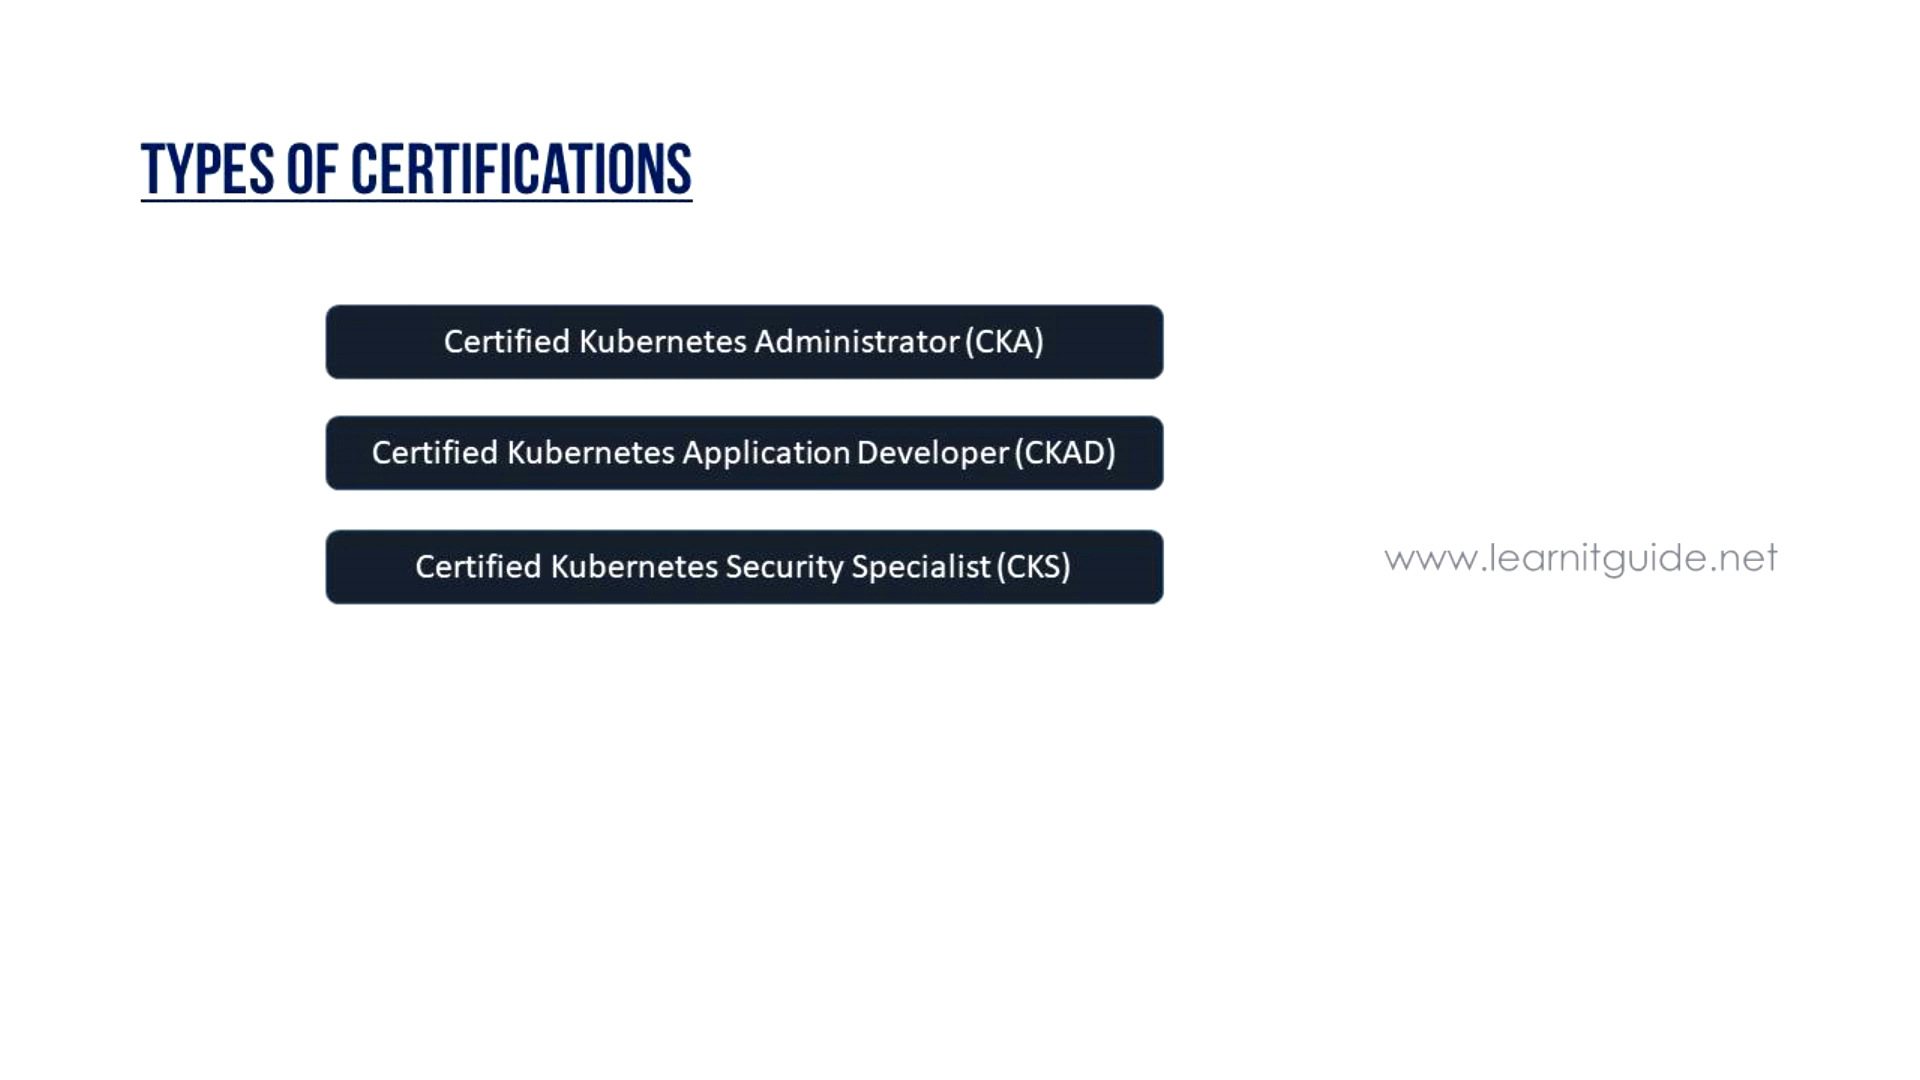 TYPES OF CERTIFICATIONS
Certified Kubernetes Administrator (CKA)
Certified Kubernetes Application Developer (CKAD)
Certified Kubernetes Security Specialist (CKS)
www.learnitguide.net